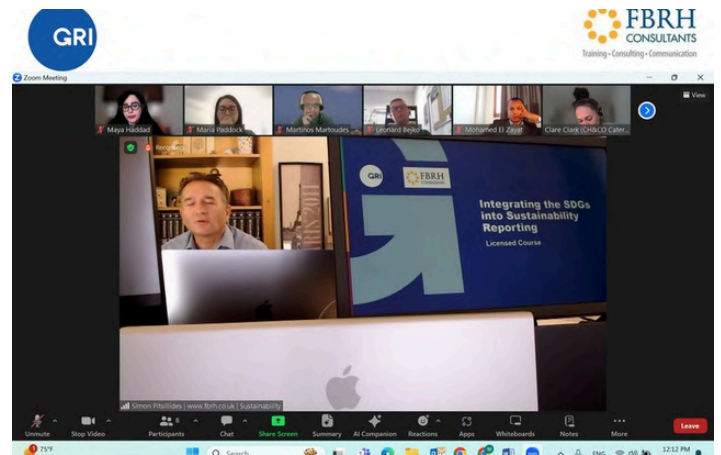 GRI
FBRH
CONSULTANTS
Training • Consulting • Communication
Zoom Meeting
View
Maya Haddad
Maria Paddock
Martinos Martoudes
Leonard Bejko
Mohamed El Zayat
Clare Clark (CH&CO Cater...
Recording
GRI
FBRH
CONSULTANTS
Integrating the SDGs
into Sustainability
Reporting
Licensed Course
Simon Pitsillides | www.fbrh.co.uk | Sustainability
Unmute
Stop Video
Participants
8
Chat
Share Screen
Summary
AI Companion
Reactions
Apps
Whiteboards
Notes
More
Leave
75°F
Search
ENG
12:12 PM